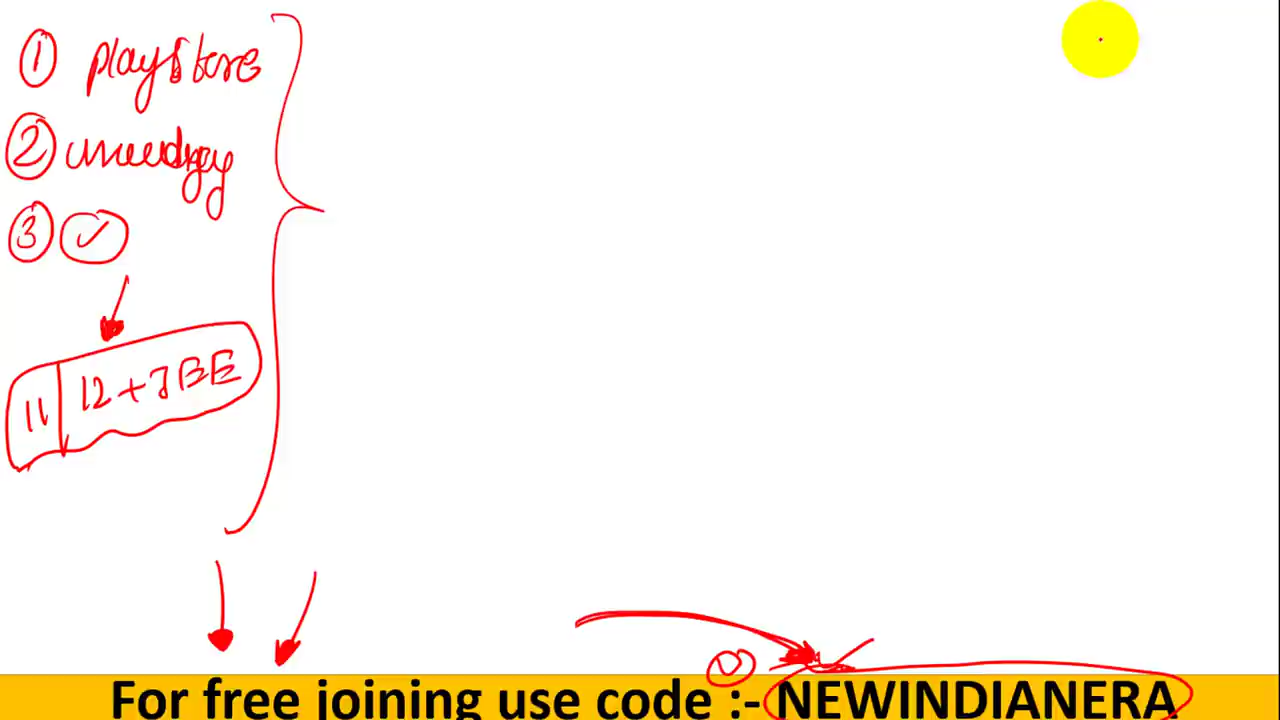 ① playstore
② unacademy
③ ✓
11 | 12 + JEE
For free joining use code :- NEWINDIANERA